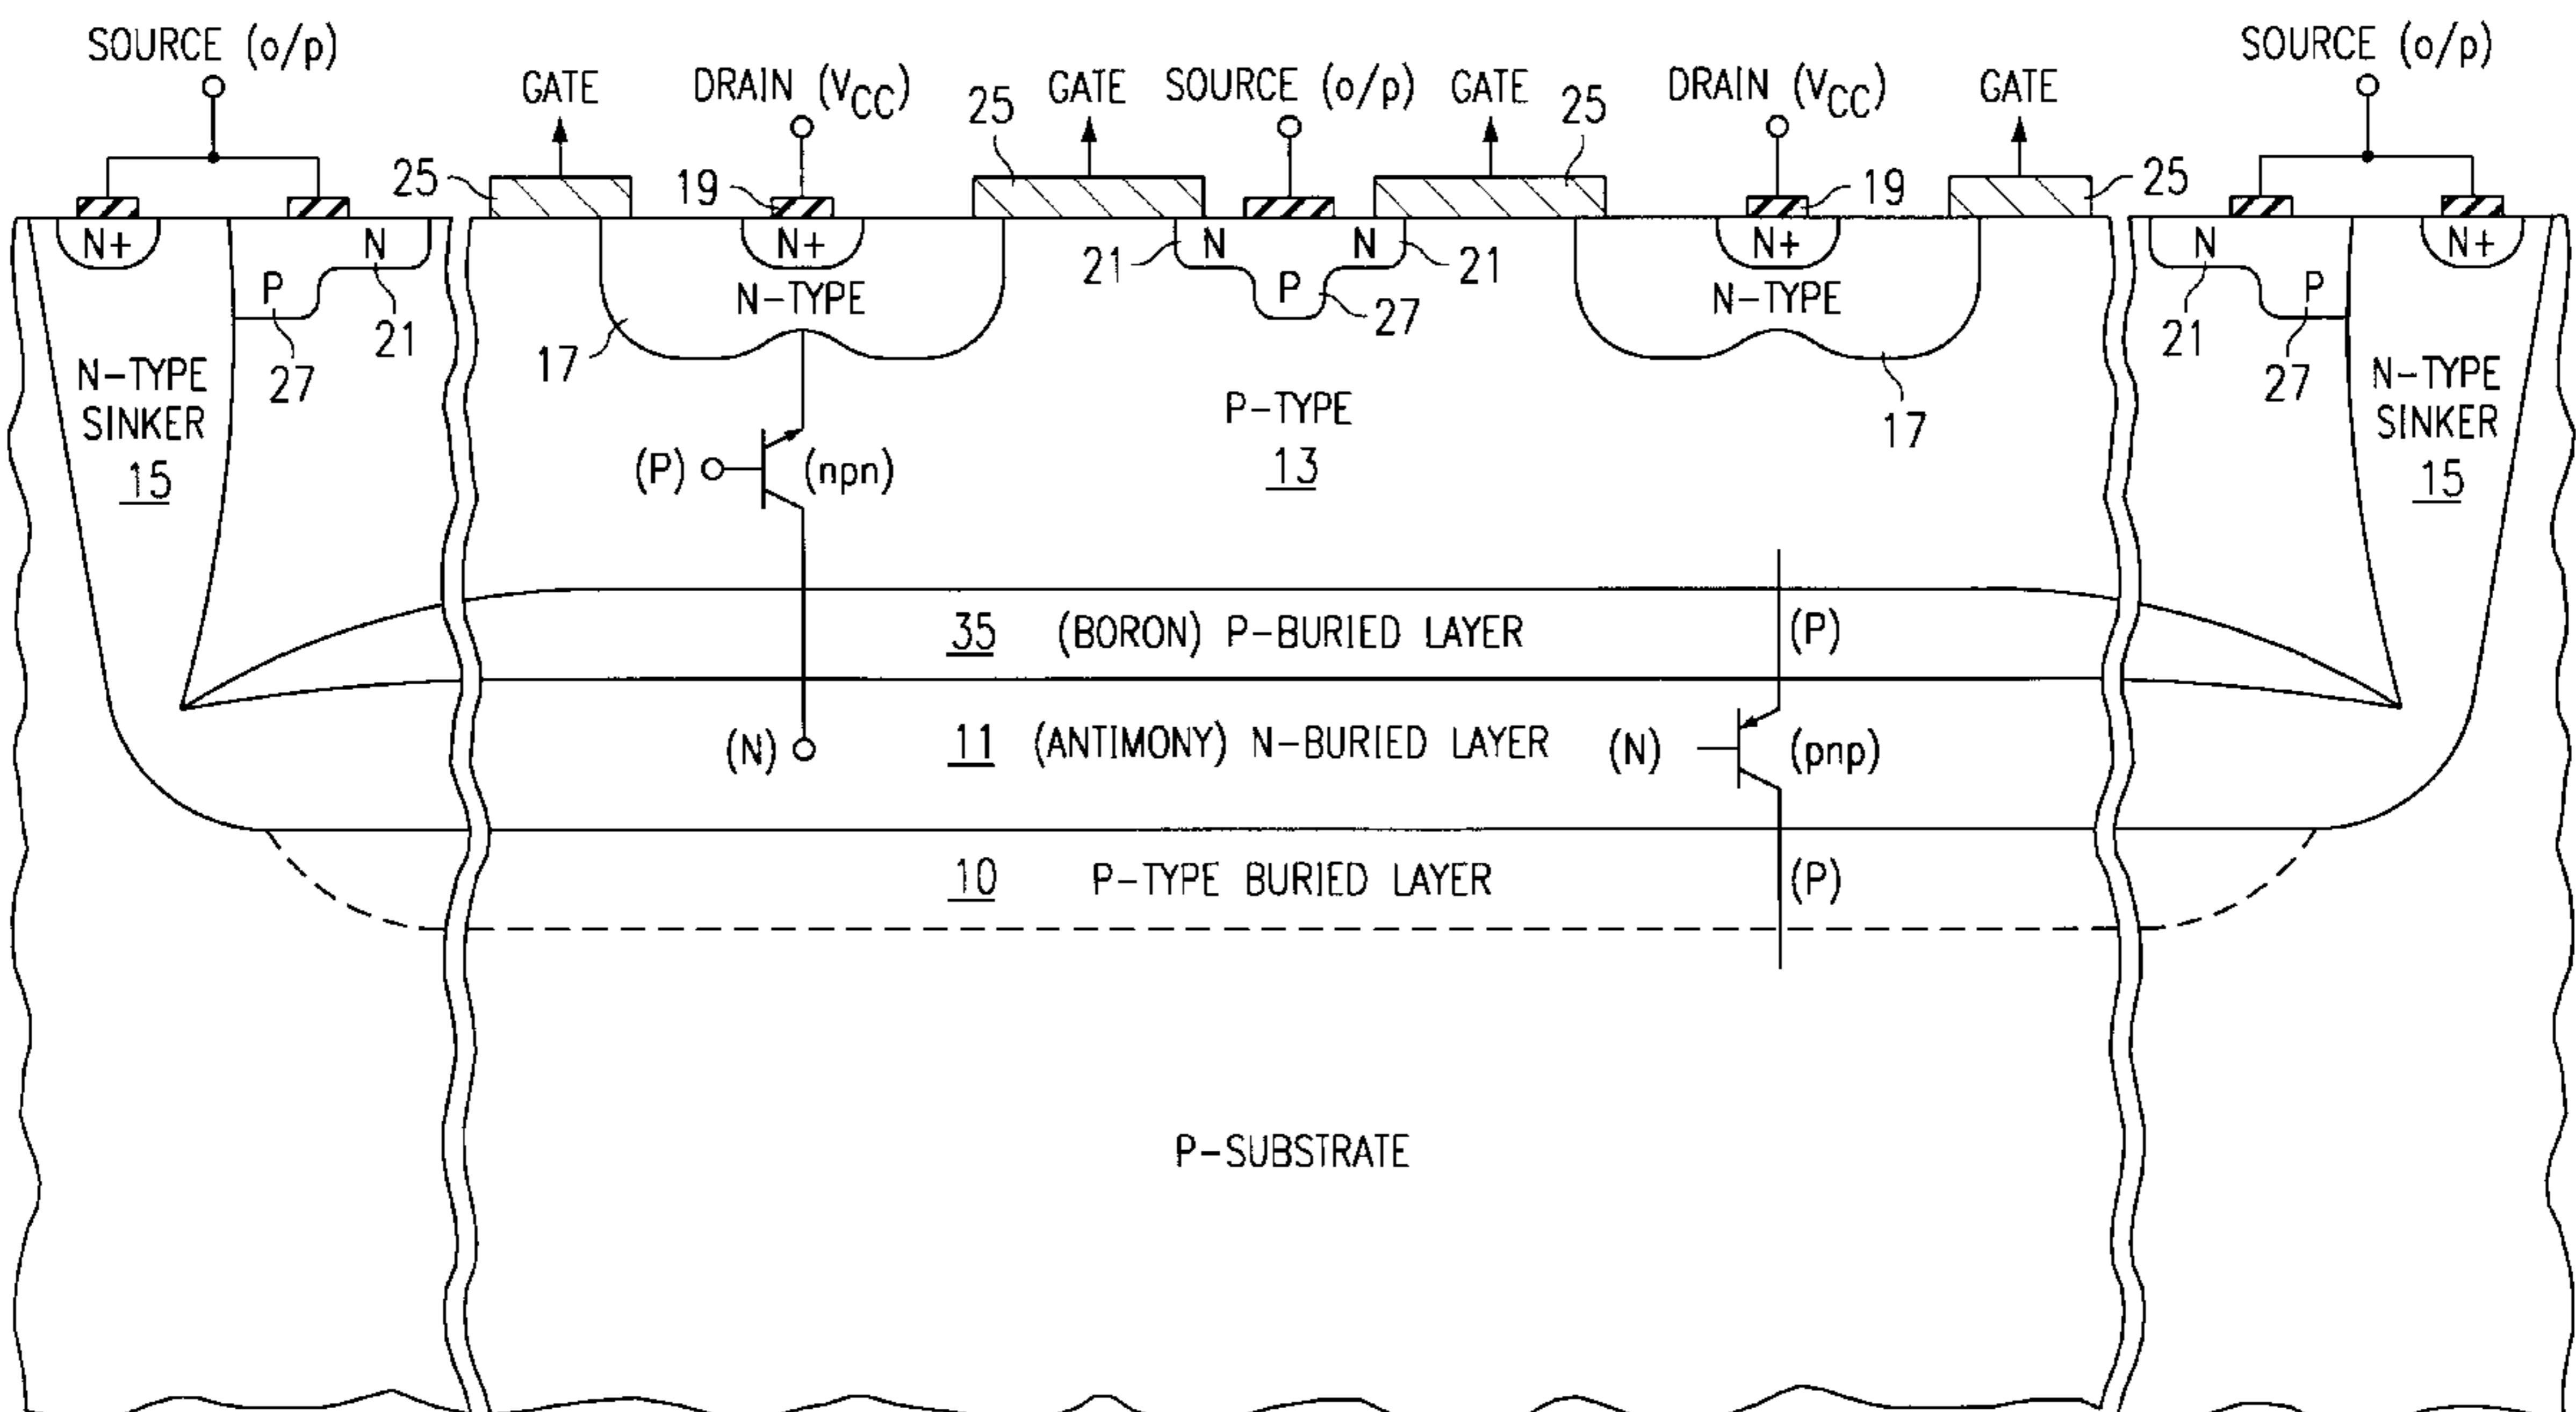 SOURCE (o/p)
GATE
DRAIN (VCC)
25
GATE
SOURCE (o/p)
GATE
25
DRAIN (VCC)
GATE
SOURCE (o/p)
25
19
19
25
N+
N
N+
N
N
N+
N
N+
P
21
P
21
P
27
N-TYPE
N-TYPE
17
17
21
27
21
27
N-TYPE
SINKER
15
P-TYPE
13
N-TYPE
SINKER
15
(P)
(npn)
35 (BORON) P-BURIED LAYER
(P)
(N)
11 (ANTIMONY) N-BURIED LAYER
(N)
(pnp)
10 P-TYPE BURIED LAYER
(P)
P-SUBSTRATE